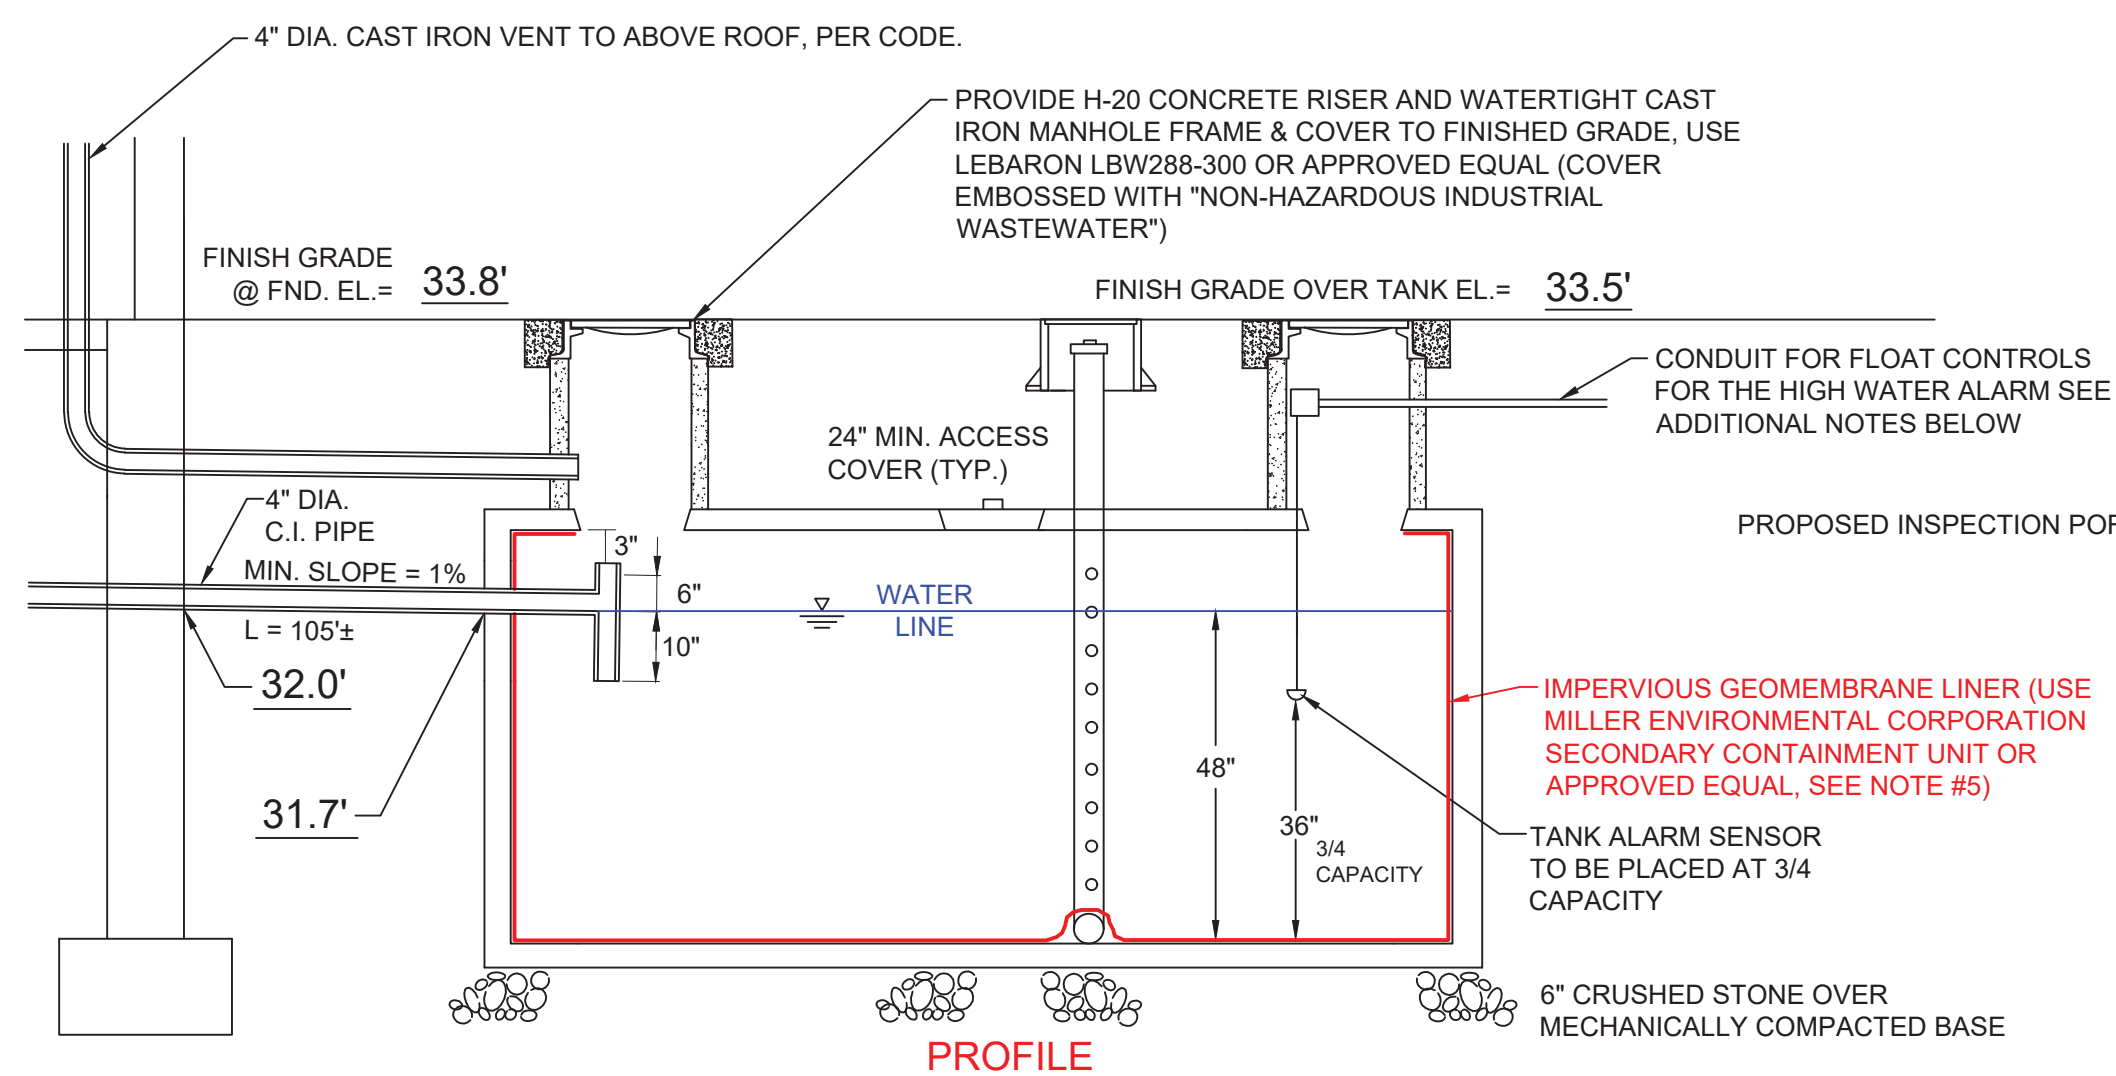 4" DIA. CAST IRON VENT TO ABOVE ROOF, PER CODE.
PROVIDE H-20 CONCRETE RISER AND WATERTIGHT CAST
IRON MANHOLE FRAME & COVER TO FINISHED GRADE, USE
LEBARON LBW288-300 OR APPROVED EQUAL (COVER
EMBOSSED WITH "NON-HAZARDOUS INDUSTRIAL
WASTEWATER")
FINISH GRADE
@ FND. EL.= 33.8'
FINISH GRADE OVER TANK EL.= 33.5'
CONDUIT FOR FLOAT CONTROLS
FOR THE HIGH WATER ALARM SEE
ADDITIONAL NOTES BELOW
24" MIN. ACCESS
COVER (TYP.)
4" DIA.
C.I. PIPE
MIN. SLOPE = 1%
L = 105'±
32.0'
31.7'
3"
6"
10"
WATER
LINE
PROPOSED INSPECTION POR
48"
36"
3/4
CAPACITY
IMPERVIOUS GEOMEMBRANE LINER (USE
MILLER ENVIRONMENTAL CORPORATION
SECONDARY CONTAINMENT UNIT OR
APPROVED EQUAL, SEE NOTE #5)
TANK ALARM SENSOR
TO BE PLACED AT 3/4
CAPACITY
6" CRUSHED STONE OVER
MECHANICALLY COMPACTED BASE
PROFILE